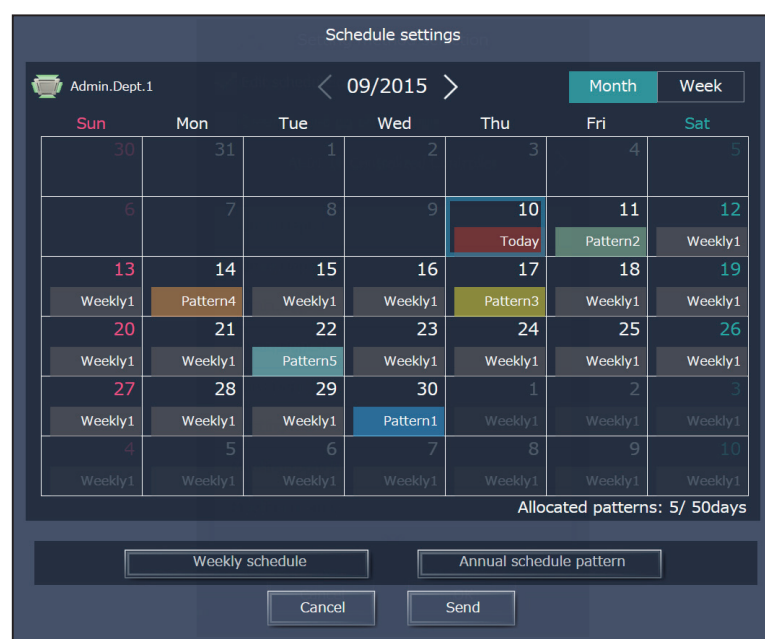 Schedule settings
Admin.Dept.1 < 09/2015 > Month Week
Sun Mon Tue Wed Thu Fri Sat
30 31 1 2 3 4 5
6 7 8 9 10 11 12
Today Pattern2 Weekly1
13 14 15 16 17 18 19
Weekly1 Pattern4 Weekly1 Weekly1 Pattern3 Weekly1 Weekly1
20 21 22 23 24 25 26
Weekly1 Weekly1 Pattern5 Weekly1 Weekly1 Weekly1 Weekly1
27 28 29 30 1 2 3
Weekly1 Weekly1 Weekly1 Pattern1 Weekly1 Weekly1 Weekly1
4 5 6 7 8 9 10
Weekly1 Weekly1 Weekly1 Weekly1 Weekly1 Weekly1 Weekly1
Allocated patterns: 5/ 50days
Weekly schedule Annual schedule pattern
Cancel Send